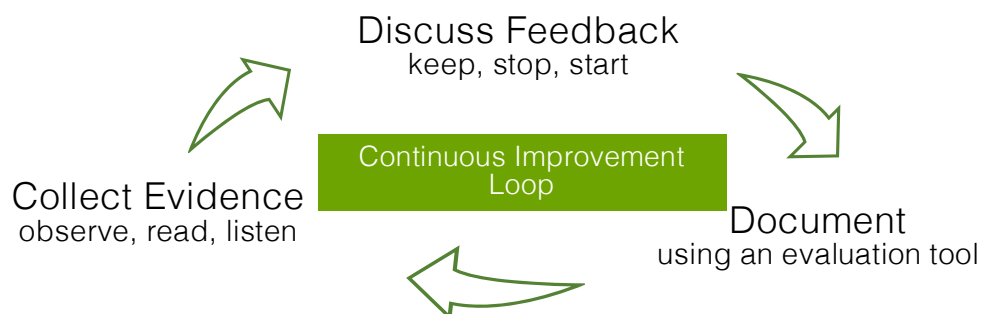 Discuss Feedback
keep, stop, start
Continuous Improvement
Loop
Collect Evidence
observe, read, listen
Document
using an evaluation tool